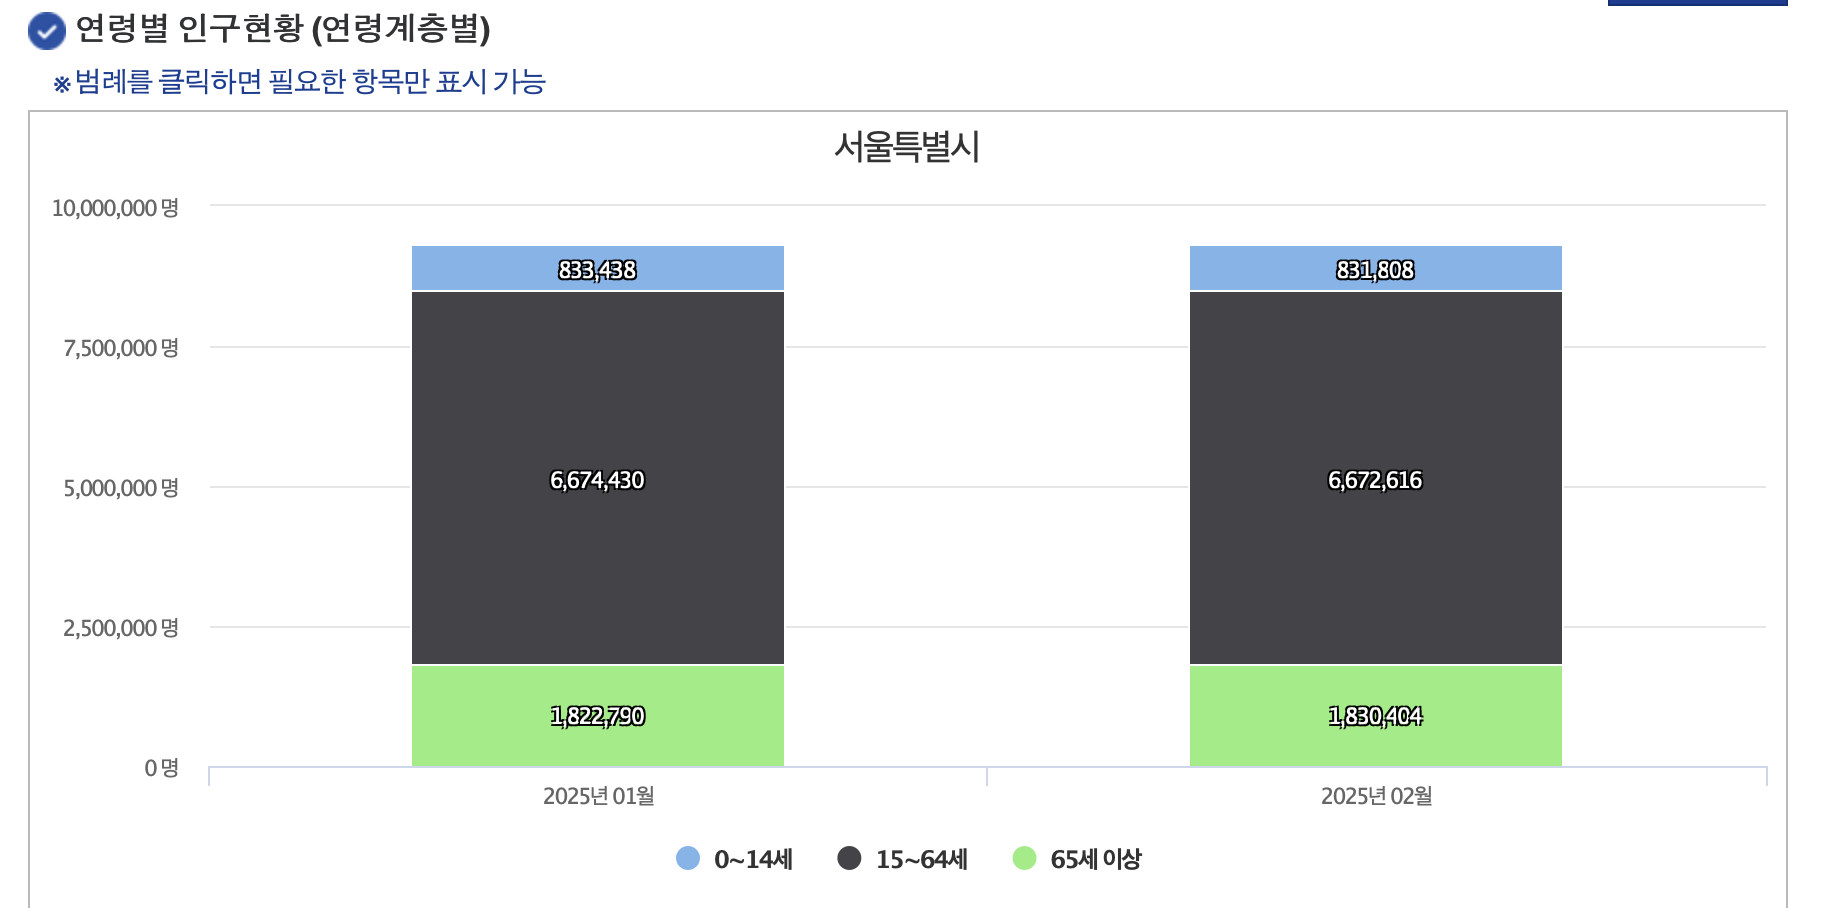 연령별 인구현황 (연령계층별)
※ 범례를 클릭하면 필요한 항목만 표시 가능
서울특별시
10,000,000 명
7,500,000 명
5,000,000 명
2,500,000 명
0 명
833,438
831,808
6,674,430
6,672,616
1,822,790
1,830,404
2025년 01월
2025년 02월
0~14세 15~64세 65세 이상